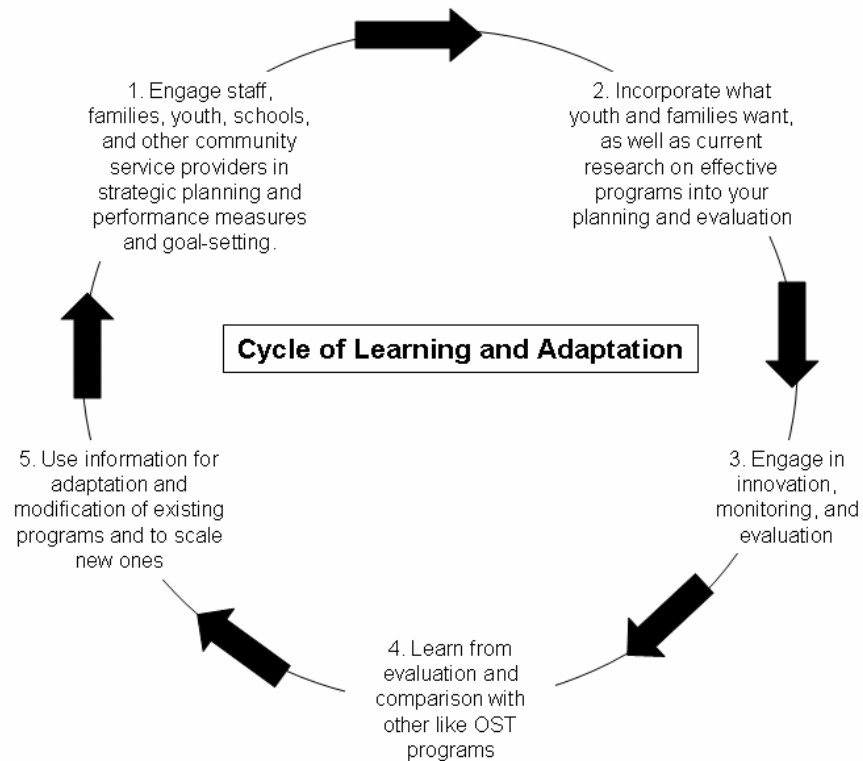 1. Engage staff,
families, youth, schools,
and other community
service providers in
strategic planning and
performance measures
and goal-setting.
2. Incorporate what
youth and families want,
as well as current
research on effective
programs into your
planning and evaluation
Cycle of Learning and Adaptation
3. Engage in
innovation,
monitoring, and
evaluation
4. Learn from
evaluation and
comparison with
other like OST
programs
5. Use information for
adaptation and
modification of existing
programs and to scale
new ones